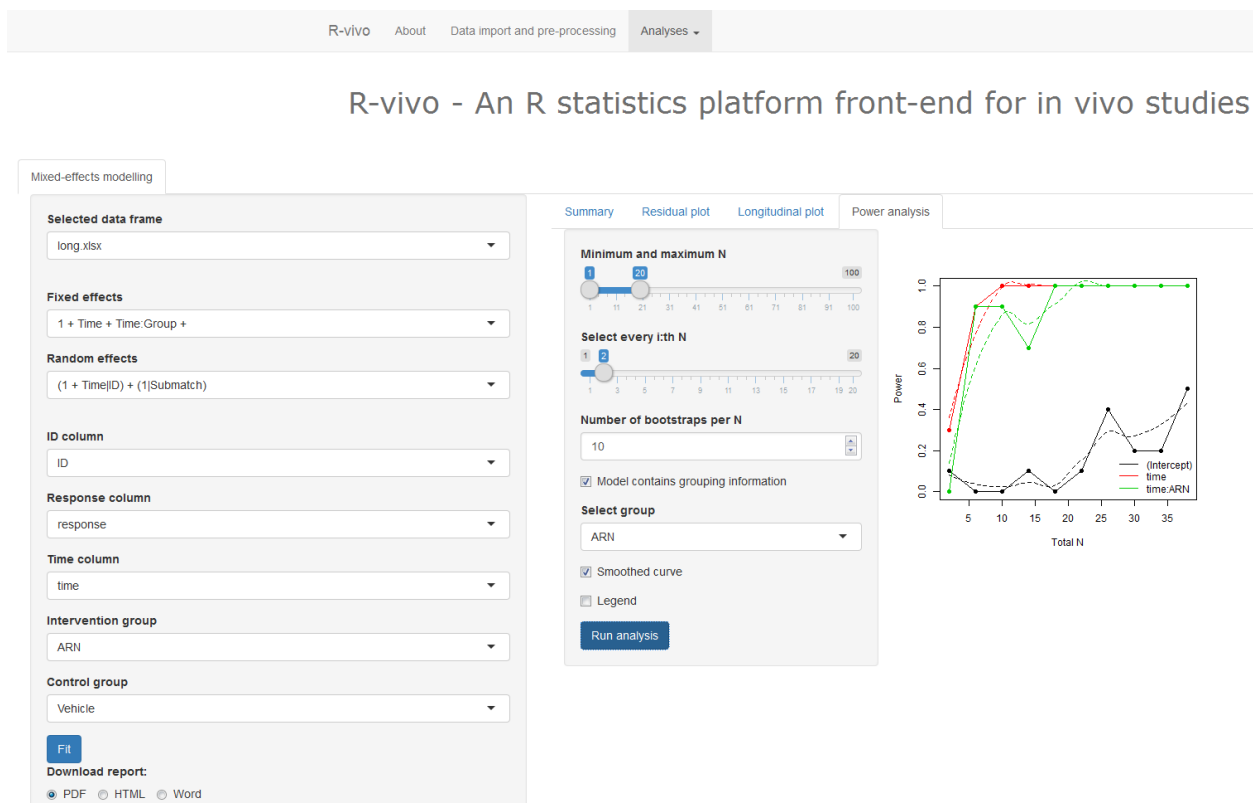 R-vivo About Data import and pre-processing Analyses
R-vivo - An R statistics platform front-end for in vivo studies
Mixed-effects modelling
Selected data frame
long.xlsx
Fixed effects
1 + Time + Time:Group +
Random effects
(1 + Time|ID) + (1|Submatch)
ID column
ID
Response column
response
Time column
time
Intervention group
ARN
Control group
Vehicle
Fit
Download report:
PDF HTML Word
Summary Residual plot Longitudinal plot Power analysis
Minimum and maximum N
1 20 100
1 11 21 31 41 51 61 71 81 91 100
Select every i:th N
1 2 20
1 3 5 7 9 11 13 15 17 19 20
Number of bootstraps per N
10
Model contains grouping information
Select group
ARN
Smoothed curve
Legend
Run analysis
Power
1.0
0.8
0.6
0.4
0.2
0.0
(Intercept)
time
time:ARN
5 10 15 20 25 30 35
Total N